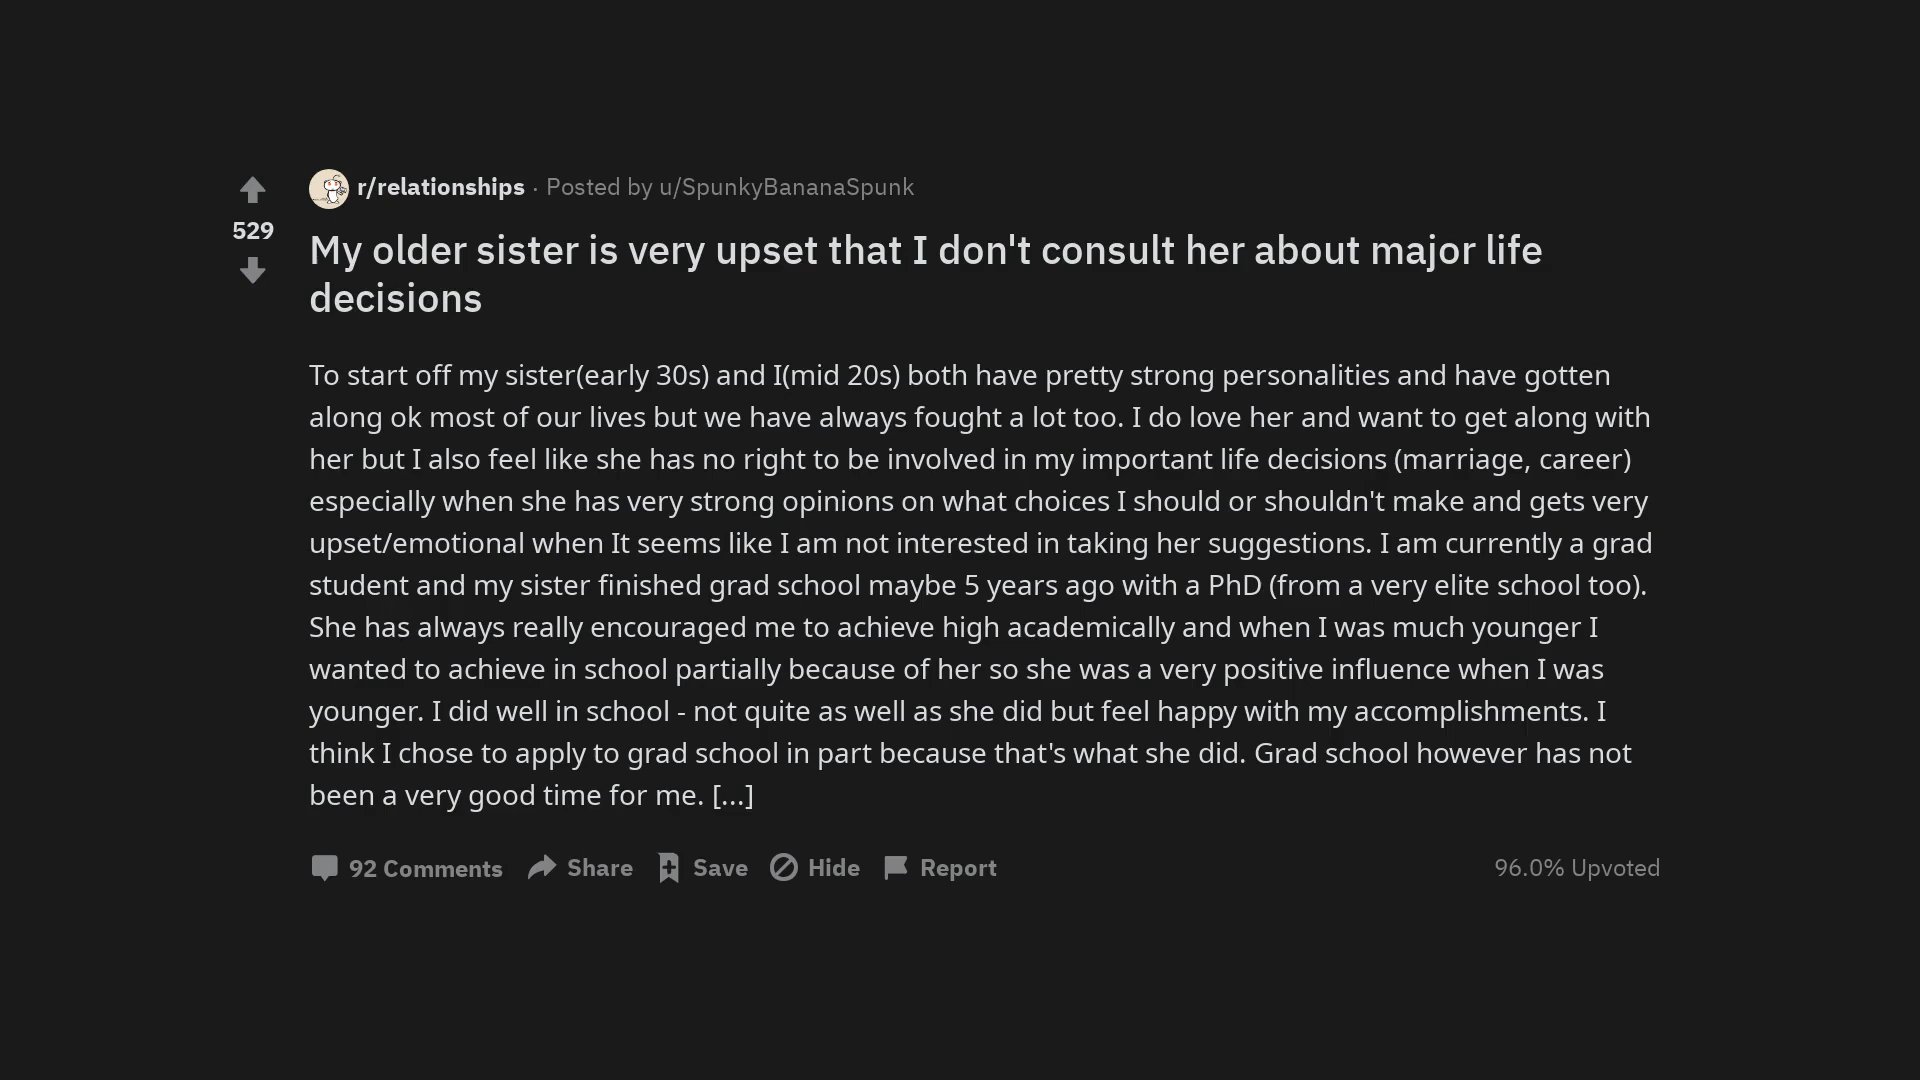 r/relationships · Posted by u/SpunkyBananaSpunk
529
My older sister is very upset that I don't consult her about major life
decisions
To start off my sister(early 30s) and I(mid 20s) both have pretty strong personalities and have gotten
along ok most of our lives but we have always fought a lot too. I do love her and want to get along with
her but I also feel like she has no right to be involved in my important life decisions (marriage, career)
especially when she has very strong opinions on what choices I should or shouldn't make and gets very
upset/emotional when It seems like I am not interested in taking her suggestions. I am currently a grad
student and my sister finished grad school maybe 5 years ago with a PhD (from a very elite school too).
She has always really encouraged me to achieve high academically and when I was much younger I
wanted to achieve in school partially because of her so she was a very positive influence when I was
younger. I did well in school - not quite as well as she did but feel happy with my accomplishments. I
think I chose to apply to grad school in part because that's what she did. Grad school however has not
been a very good time for me. [...]
92 Comments Share Save Hide Report 96.0% Upvoted